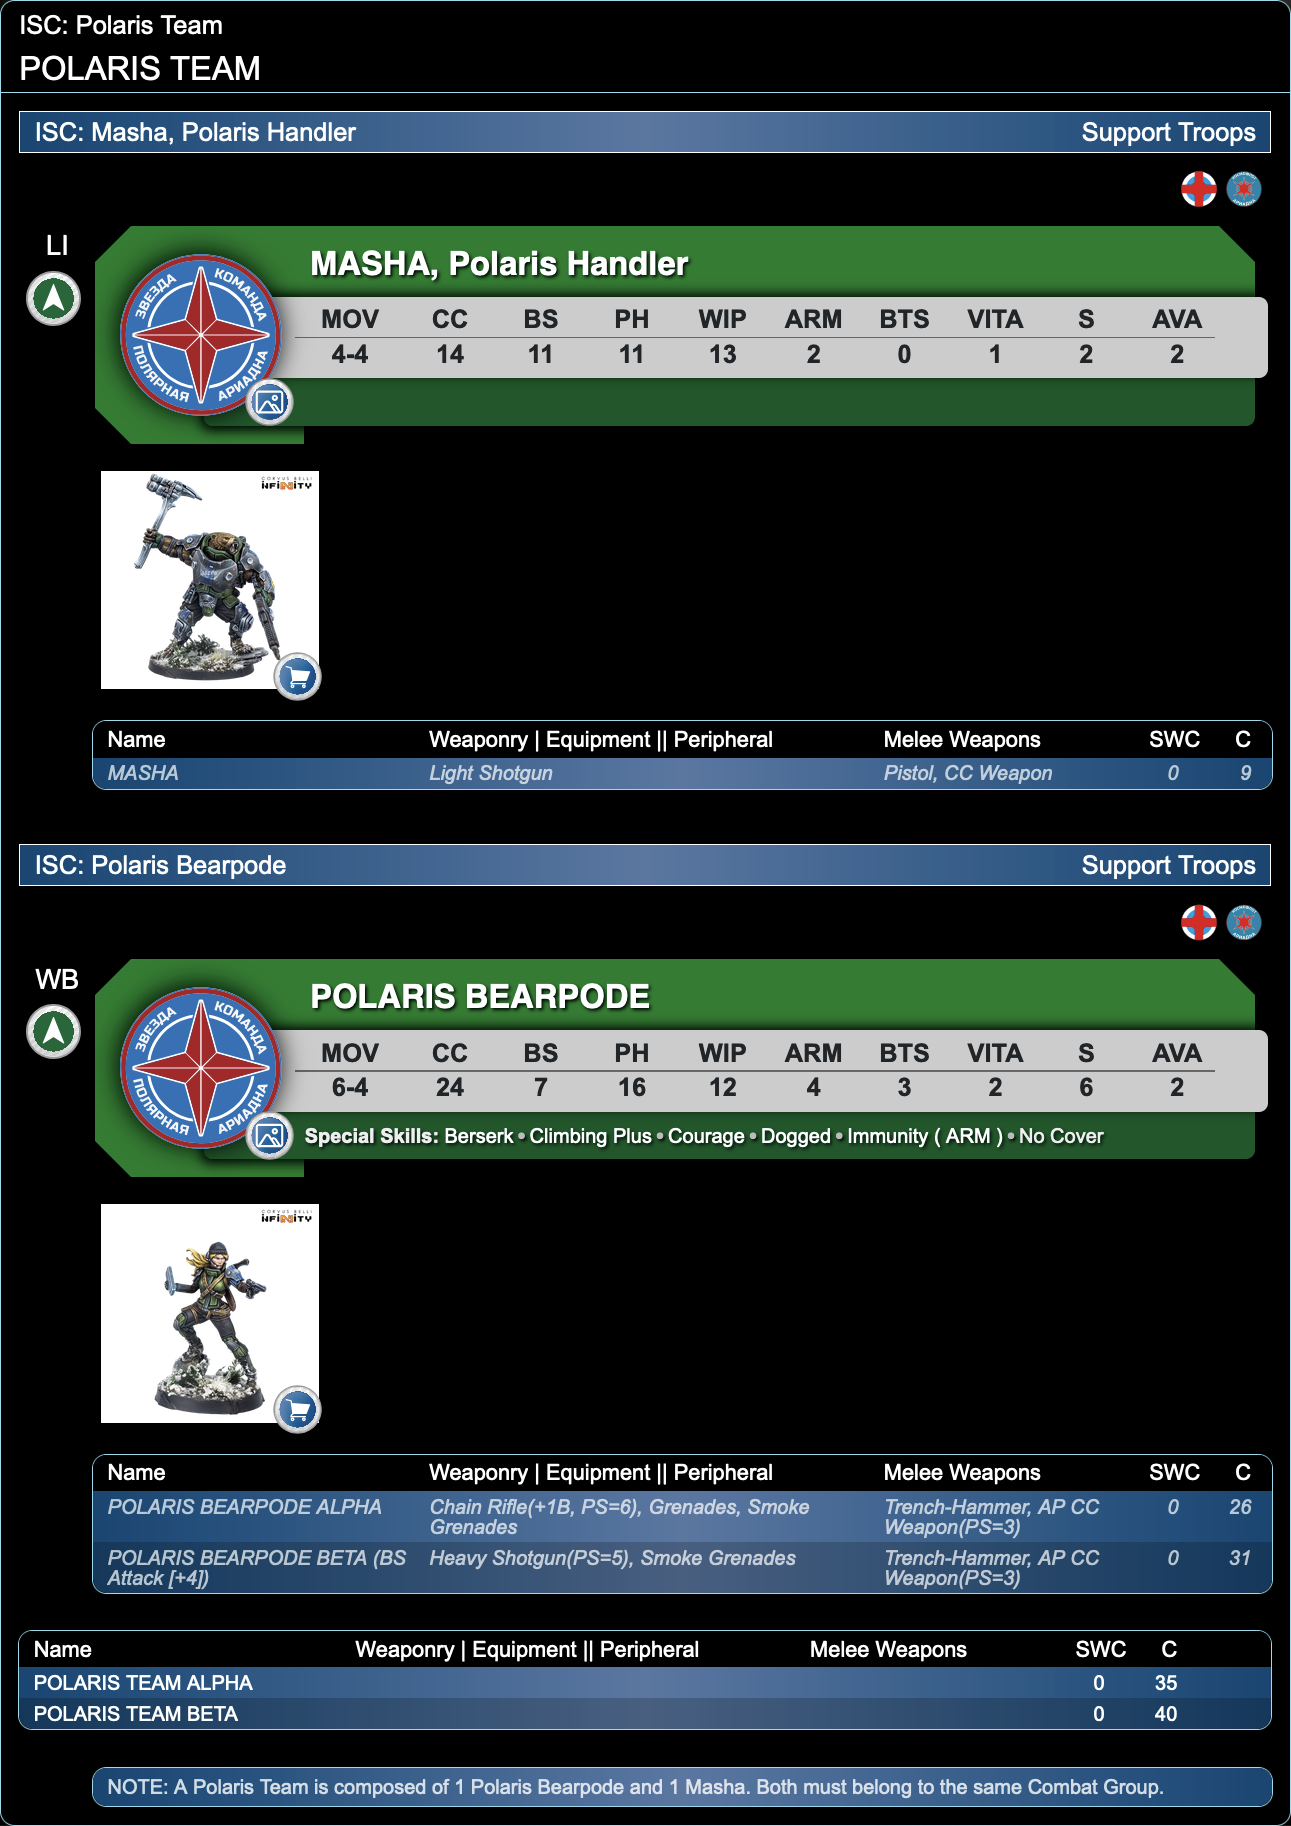 ISC: Polaris Team
POLARIS TEAM
ISC: Masha, Polaris Handler Support Troops
LI
MASHA, Polaris Handler
ЗВЕЗДА КОМАНДА
ПОЛЯРНАЯ АРИАДНА
MOV CC BS PH WIP ARM BTS VITA S AVA
4-4 14 11 11 13 2 0 1 2 2
CORVUS BELLI
INFINITY
Name Weaponry | Equipment || Peripheral Melee Weapons SWC C
MASHA Light Shotgun Pistol, CC Weapon 0 9
ISC: Polaris Bearpode Support Troops
WB
POLARIS BEARPODE
ЗВЕЗДА КОМАНДА
ПОЛЯРНАЯ АРИАДНА
MOV CC BS PH WIP ARM BTS VITA S AVA
6-4 24 7 16 12 4 3 2 6 2
Special Skills: Berserk • Climbing Plus • Courage • Dogged • Immunity ( ARM ) • No Cover
CORVUS BELLI
INFINITY
Name Weaponry | Equipment || Peripheral Melee Weapons SWC C
POLARIS BEARPODE ALPHA Chain Rifle(+1B, PS=6), Grenades, Smoke Trench-Hammer, AP CC 0 26
Grenades Weapon(PS=3)
POLARIS BEARPODE BETA (BS Heavy Shotgun(PS=5), Smoke Grenades Trench-Hammer, AP CC 0 31
Attack [+4]) Weapon(PS=3)
Name Weaponry | Equipment || Peripheral Melee Weapons SWC C
POLARIS TEAM ALPHA 0 35
POLARIS TEAM BETA 0 40
NOTE: A Polaris Team is composed of 1 Polaris Bearpode and 1 Masha. Both must belong to the same Combat Group.